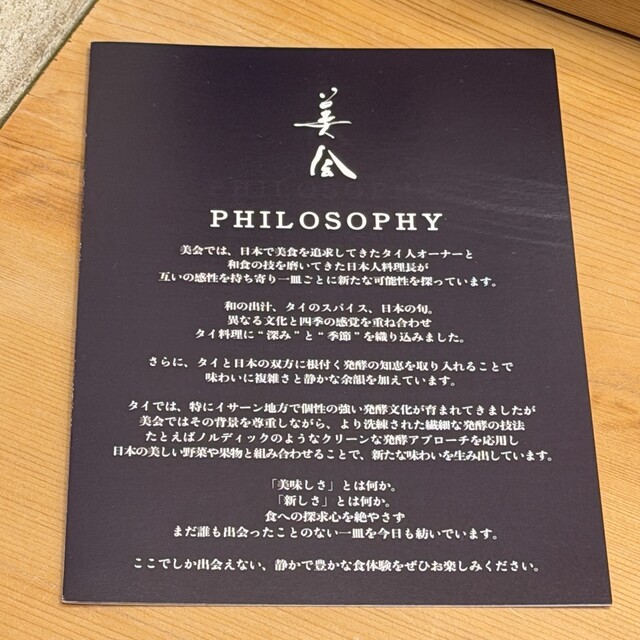 美会
PHILOSOPHY
美会では、日本で美食を追求してきたタイ人オーナーと
和食の技を磨いてきた日本人料理長が
互いの感性を持ち寄り一皿ごとに新たな可能性を探っています。
和の出汁、タイのスパイス、日本の旬。
異なる文化と四季の感覚を重ね合わせ
タイ料理に“深み”と“季節”を織り込みました。
さらに、タイと日本の双方に根付く発酵の知恵を取り入れることで
味わいに複雑さと静かな余韻を加えています。
タイでは、特にイサーン地方で個性の強い発酵文化が育まれてきましたが
美会ではその背景を尊重しながら、より洗練された繊細な発酵の技法
たとえばノルディックのようなクリーンな発酵アプローチを応用し
日本の美しい野菜や果物と組み合わせることで、新たな味わいを生み出しています。
「美味しさ」とは何か。
「新しさ」とは何か。
食への探求心を絶やさず
まだ誰も出会ったことのない一皿を今日も紡いでいます。
ここでしか出会えない、静かで豊かな食体験をぜひお楽しみください。